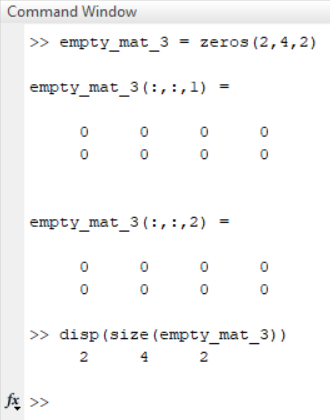 Command Window
>> empty_mat_3 = zeros(2,4,2)
empty_mat_3(:,:,1) =
0 0 0 0
0 0 0 0
empty_mat_3(:,:,2) =
0 0 0 0
0 0 0 0
>> disp(size(empty_mat_3))
2 4 2
fx >>